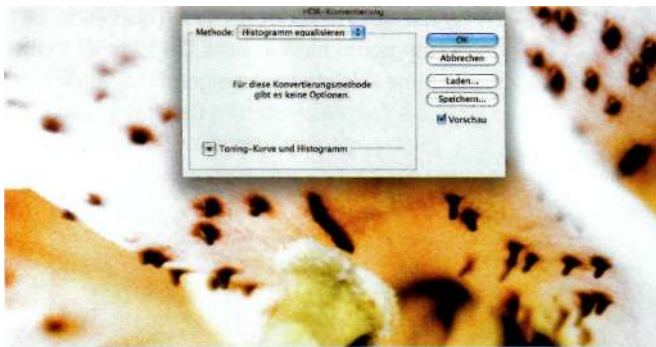 HDR-Konvertierung
Methode: Histogramm equalisieren
OK
Abbrechen
Laden...
Speichern...
Vorschau
Für diese Konvertierungsmethode
gibt es keine Optionen.
Toning-Kurve und Histogramm